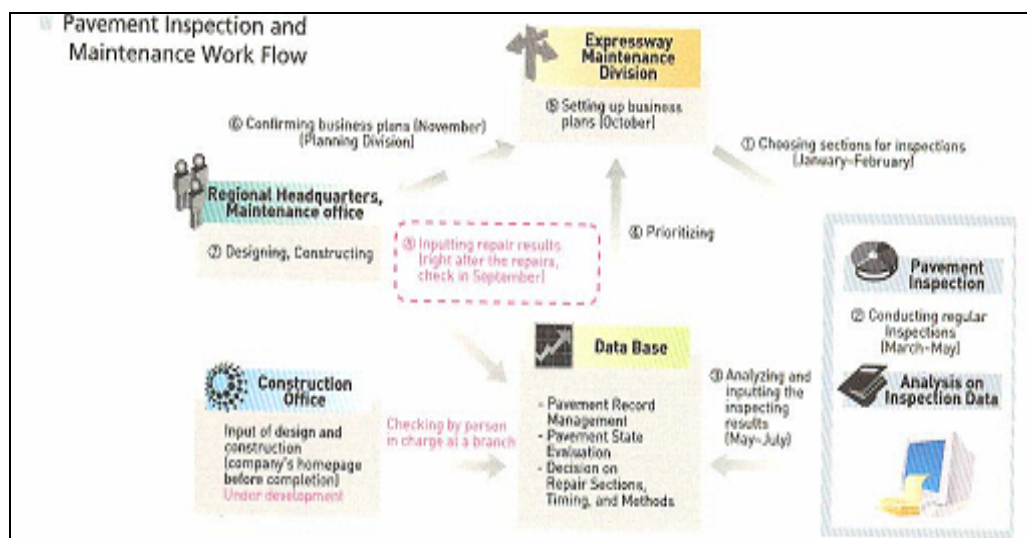 Pavement Inspection and
Maintenance Work Flow
Expressway
Maintenance
Division
⑤ Setting up business
plans (October)
⑥ Confirming business plans (November)
(Planning Division)
① Choosing sections for inspections
(January~February)
Regional Headquarters,
Maintenance office
⑦ Designing, Constructing
⑧ Inputting repair results
(right after the repairs,
check in September)
④ Prioritizing
Pavement
Inspection
② Conducting regular
Inspections
(March~May)
Analysis on
Inspection Data
③ Analyzing and
inputting the
inspecting
results
(May~July)
Data Base
- Pavement Record
Management
- Pavement State
Evaluation
- Decision on
Repair Sections,
Timing, and Methods
Construction
Office
Input of design and
construction
(company's homepage
before completion)
Under development
Checking by person
in charge at a branch